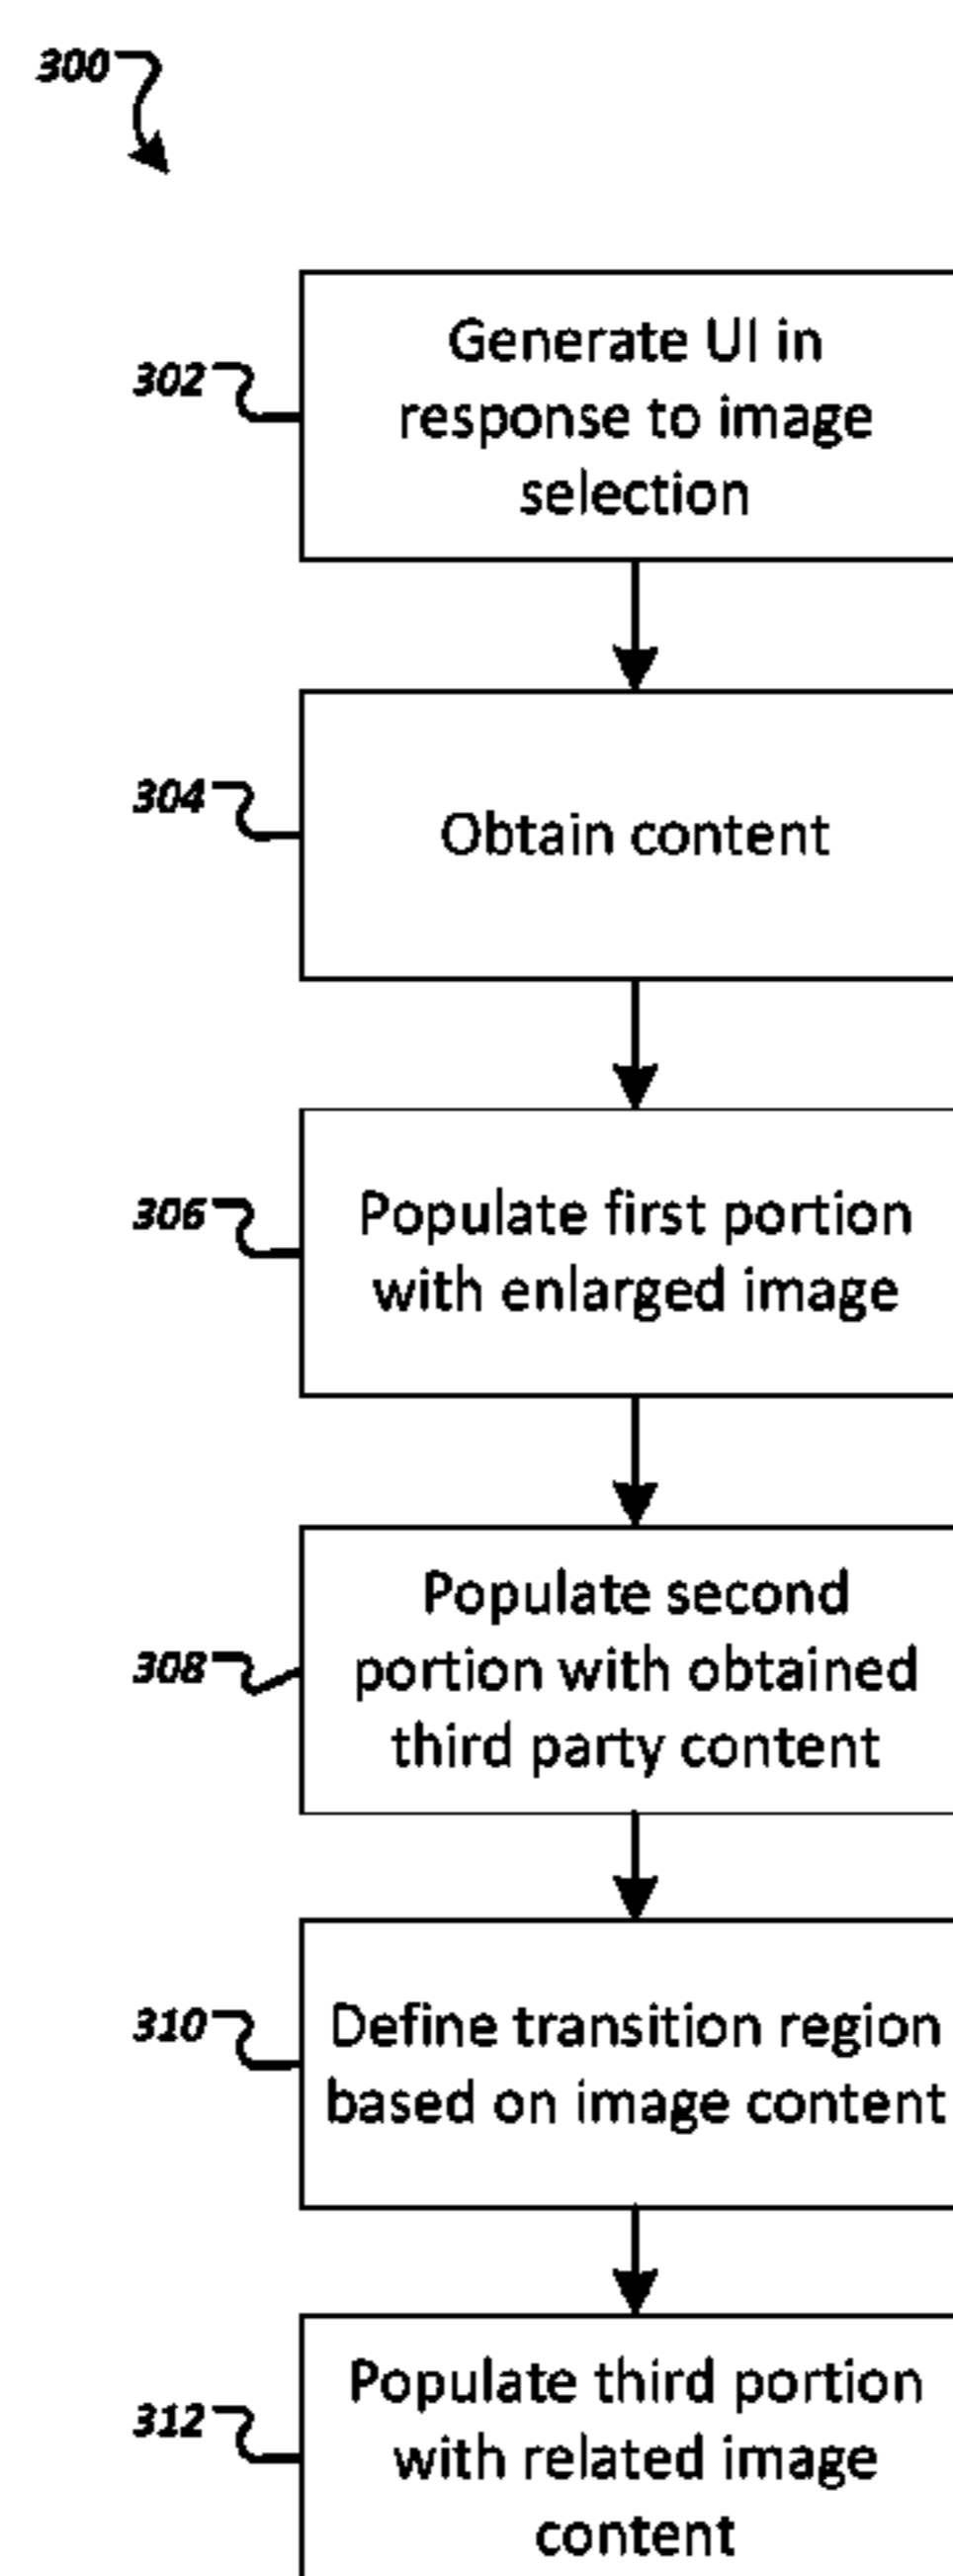 300
302
Generate UI in
response to image
selection
304
Obtain content
306
Populate first portion
with enlarged image
308
Populate second
portion with obtained
third party content
310
Define transition region
based on image content
312
Populate third portion
with related image
content